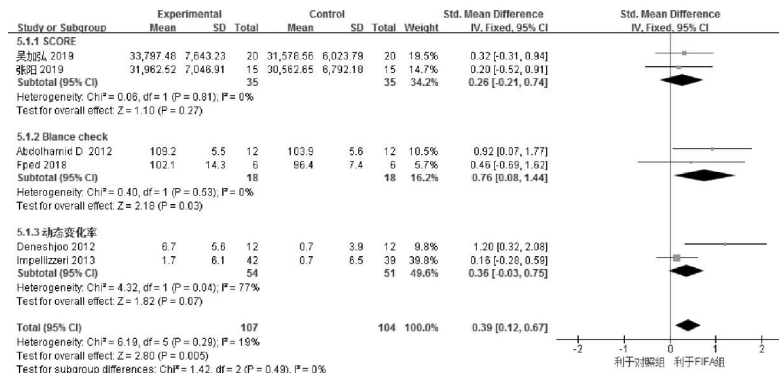 Experimental Control Std. Mean Difference Std. Mean Difference
Study or Subgroup Mean SD Total Mean SD Total Weight IV, Fixed, 95% CI IV, Fixed, 95% CI
5.1.1 SCORE
吴加弘 2019 33,797.48 7,643.23 20 31,578.56 6,023.79 20 19.5% 0.32 (-0.31, 0.94)
张阳 2019 31,962.52 7,046.91 15 30,562.65 6,792.18 15 14.7% 0.20 (-0.52, 0.91)
Subtotal (95% CI) 35 35 34.2% 0.26 (-0.21, 0.74)
Heterogeneity: Chi² = 0.06, df = 1 (P = 0.81); I² = 0%
Test for overall effect: Z = 1.10 (P = 0.27)
5.1.2 Blance check
Abdolhamid D 2012 109.2 5.5 12 103.9 5.6 12 10.5% 0.92 (0.07, 1.77)
Fped 2018 102.1 14.3 6 96.4 7.4 6 5.7% 0.46 (-0.69, 1.62)
Subtotal (95% CI) 18 18 16.2% 0.76 (0.08, 1.44)
Heterogeneity: Chi² = 0.40, df = 1 (P = 0.53); I² = 0%
Test for overall effect: Z = 2.18 (P = 0.03)
5.1.3 动态变化率
Deneshjoo 2012 6.7 5.6 12 0.7 3.9 12 9.8% 1.20 (0.32, 2.08)
Impellizzeri 2013 1.7 6.1 42 0.7 6.5 39 39.8% 0.16 (-0.28, 0.59)
Subtotal (95% CI) 54 51 49.6% 0.36 (-0.03, 0.75)
Heterogeneity: Chi² = 4.32, df = 1 (P = 0.04); I² = 77%
Test for overall effect: Z = 1.82 (P = 0.07)
Total (95% CI) 107 104 100.0% 0.39 (0.12, 0.67)
Heterogeneity: Chi² = 6.19, df = 5 (P = 0.29); I² = 19%
Test for overall effect: Z = 2.80 (P = 0.005)
Test for subgroup differences: Chi² = 1.42, df = 2 (P = 0.49), I² = 0%
-2 -1 0 1 2
利于对照组 利于FIFA组